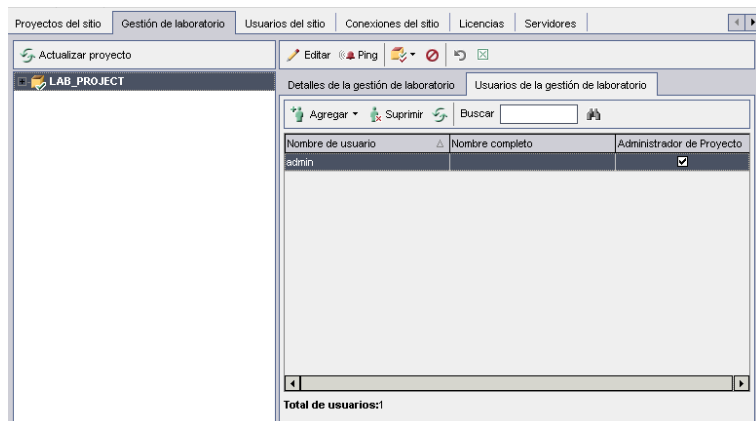 Proyectos del sitio Gestión de laboratorio Usuarios del sitio Conexiones del sitio Licencias Servidores
Actualizar proyecto
Editar Ping
LAB_PROJECT
Detalles de la gestión de laboratorio Usuarios de la gestión de laboratorio
Agregar Suprimir Buscar
Nombre de usuario Nombre completo Administrador de Proyecto
admin
Total de usuarios:1